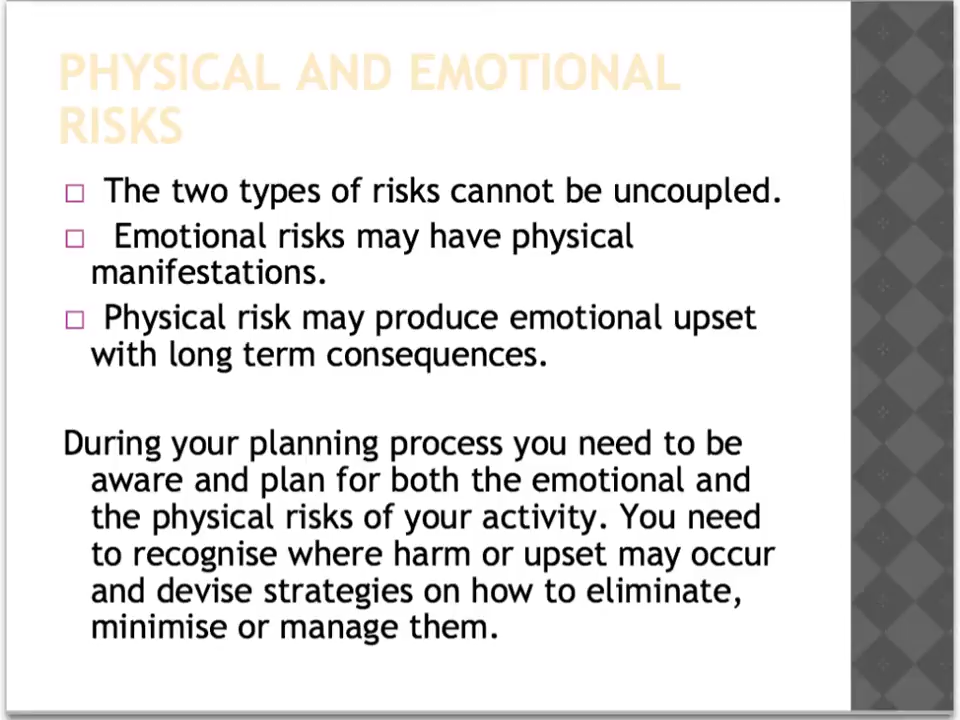 PHYSICAL AND EMOTIONAL
RISKS
The two types of risks cannot be uncoupled.
Emotional risks may have physical
manifestations.
Physical risk may produce emotional upset
with long term consequences.
During your planning process you need to be
aware and plan for both the emotional and
the physical risks of your activity. You need
to recognise where harm or upset may occur
and devise strategies on how to eliminate,
minimise or manage them.